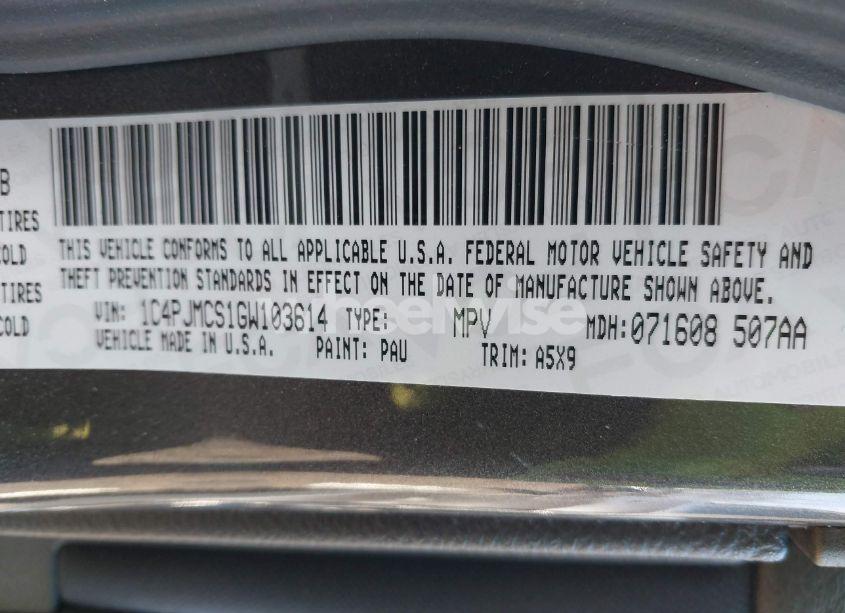 B
TIRES
COLD
TIRES
COLD
THIS VEHICLE CONFORMS TO ALL APPLICABLE U.S.A. FEDERAL MOTOR VEHICLE SAFETY AND
THEFT PREVENTION STANDARDS IN EFFECT ON THE DATE OF MANUFACTURE SHOWN ABOVE.
VIN: 1C4PJMCS1GW103614 TYPE: MPV MDH:071608 507AA
VEHICLE MADE IN U.S.A. PAINT: PAU TRIM: A5X9
wheelwise